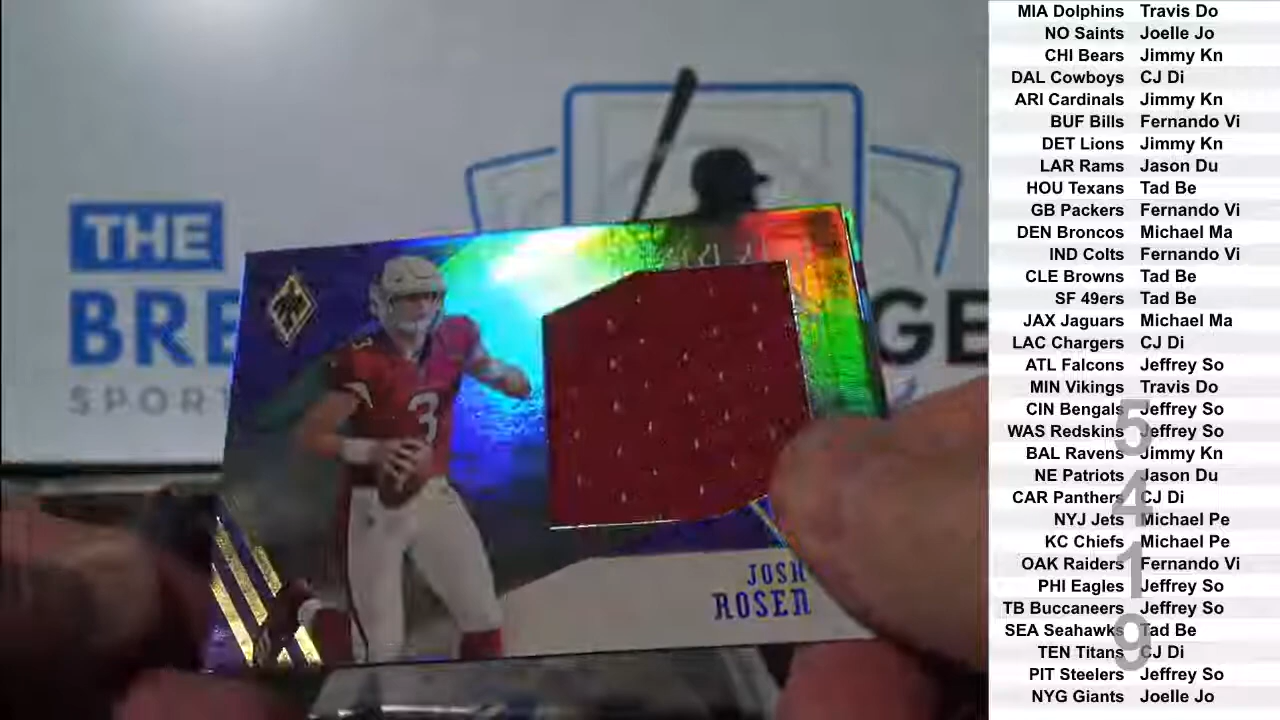 THE
BRE
GE
SPOR
3
3
JOSH
ROSEN
MIA Dolphins Travis Do
NO Saints Joelle Jo
CHI Bears Jimmy Kn
DAL Cowboys CJ Di
ARI Cardinals Jimmy Kn
BUF Bills Fernando Vi
DET Lions Jimmy Kn
LAR Rams Jason Du
HOU Texans Tad Be
GB Packers Fernando Vi
DEN Broncos Michael Ma
IND Colts Fernando Vi
CLE Browns Tad Be
SF 49ers Tad Be
JAX Jaguars Michael Ma
LAC Chargers CJ Di
ATL Falcons Jeffrey So
MIN Vikings Travis Do
CIN Bengals Jeffrey So
WAS Redskins Jeffrey So
BAL Ravens Jimmy Kn
NE Patriots Jason Du
CAR Panthers CJ Di
NYJ Jets Michael Pe
KC Chiefs Michael Pe
OAK Raiders Fernando Vi
PHI Eagles Jeffrey So
TB Buccaneers Jeffrey So
SEA Seahawks Tad Be
TEN Titans CJ Di
PIT Steelers Jeffrey So
NYG Giants Joelle Jo
5
4
1
9